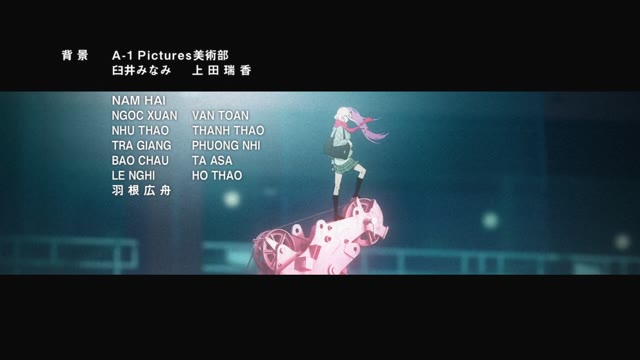 背景 A-1 Pictures美術部
臼井みなみ 上田瑞香
NAM HAI
NGOC XUAN VAN TOAN
NHU THAO THANH THAO
TRA GIANG PHUONG NHI
BAO CHAU TA ASA
LE NGHI HO THAO
羽根広舟